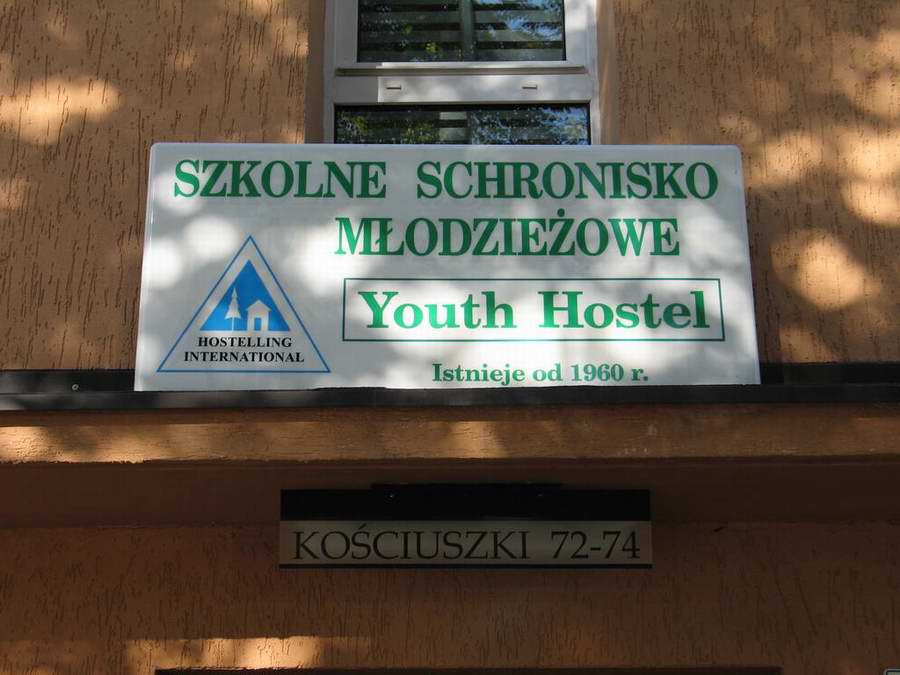 SZKOLNE SCHRONISKO
MŁODZIEŻOWE
Youth Hostel
HOSTELLING
INTERNATIONAL
Istnieje od 1960 r.
KOŚCIUSZKI 72-74